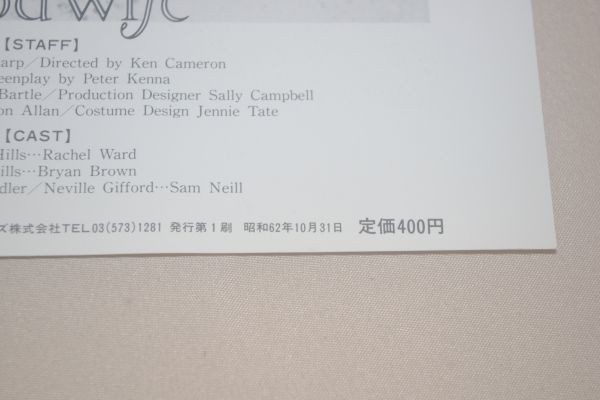 【STAFF】
arp／Directed by Ken Cameron
eenplay by Peter Kenna
Bartle／Production Designer Sally Campbell
on Allan／Costume Design Jennie Tate
【CAST】
Hills…Rachel Ward
ills…Bryan Brown
dler／Neville Gifford…Sam Neill
ズ株式会社TEL03(573)1281 発行第1刷 昭和62年10月31日 定価400円